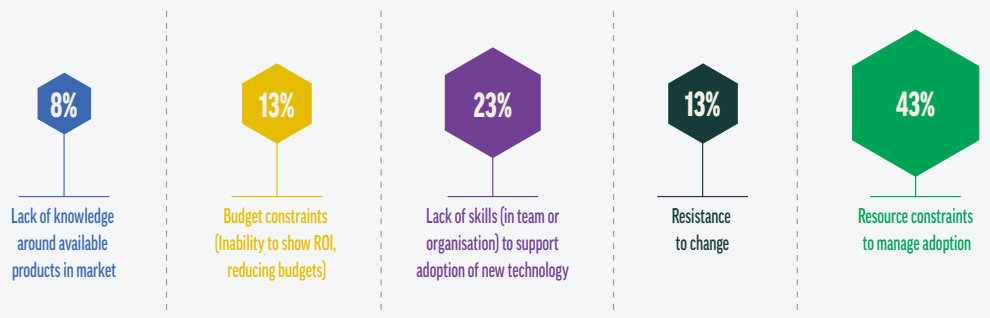 8%
Lack of knowledge
around available
products in market
13%
Budget constraints
(Inability to show ROI,
reducing budgets)
23%
Lack of skills (in team or
organisation) to support
adoption of new technology
13%
Resistance
to change
43%
Resource constraints
to manage adoption